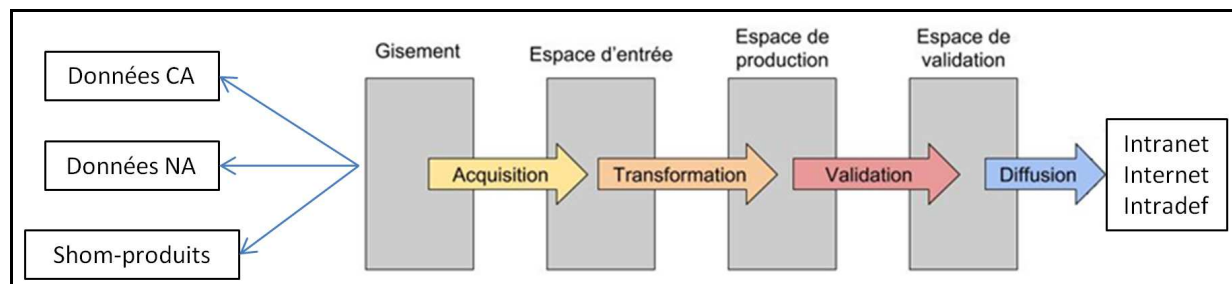 Données CA
Données NA
Shom-produits
Gisement
Espace d'entrée
Espace de
production
Espace de
validation
Acquisition
Transformation
Validation
Diffusion
Intranet
Internet
Intradef